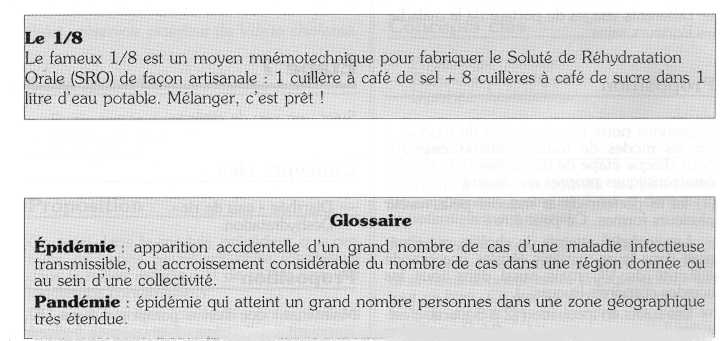 Le 1/8
Le fameux 1/8 est un moyen mnémotechnique pour fabriquer le Soluté de Réhydratation
Orale (SRO) de façon artisanale : 1 cuillère à café de sel + 8 cuillères à café de sucre dans 1
litre d'eau potable. Mélanger, c'est prêt !
Glossaire
Épidémie : apparition accidentelle d'un grand nombre de cas d'une maladie infectieuse
transmissible, ou accroissement considérable du nombre de cas dans une région donnée ou
au sein d'une collectivité.
Pandémie : épidémie qui atteint un grand nombre personnes dans une zone géographique
très étendue.